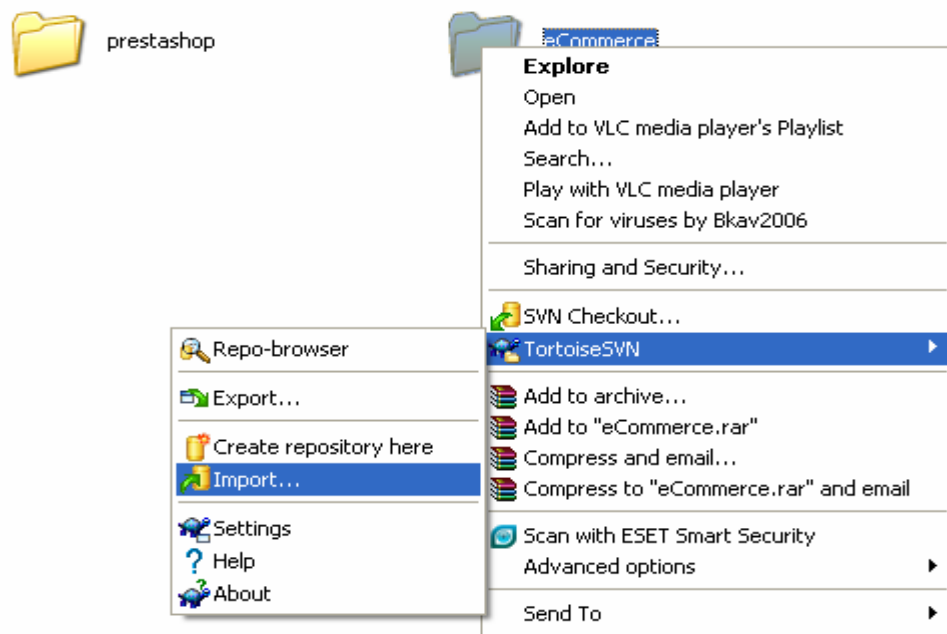 prestashop
eCommerce
Explore
Open
Add to VLC media player's Playlist
Search...
Play with VLC media player
Scan for viruses by Bkav2006
Sharing and Security...
SVN Checkout...
TortoiseSVN
Repo-browser
Export...
Create repository here
Import...
Settings
Help
About
Add to archive...
Add to "eCommerce.rar"
Compress and email...
Compress to "eCommerce.rar" and email
Scan with ESET Smart Security
Advanced options
Send To